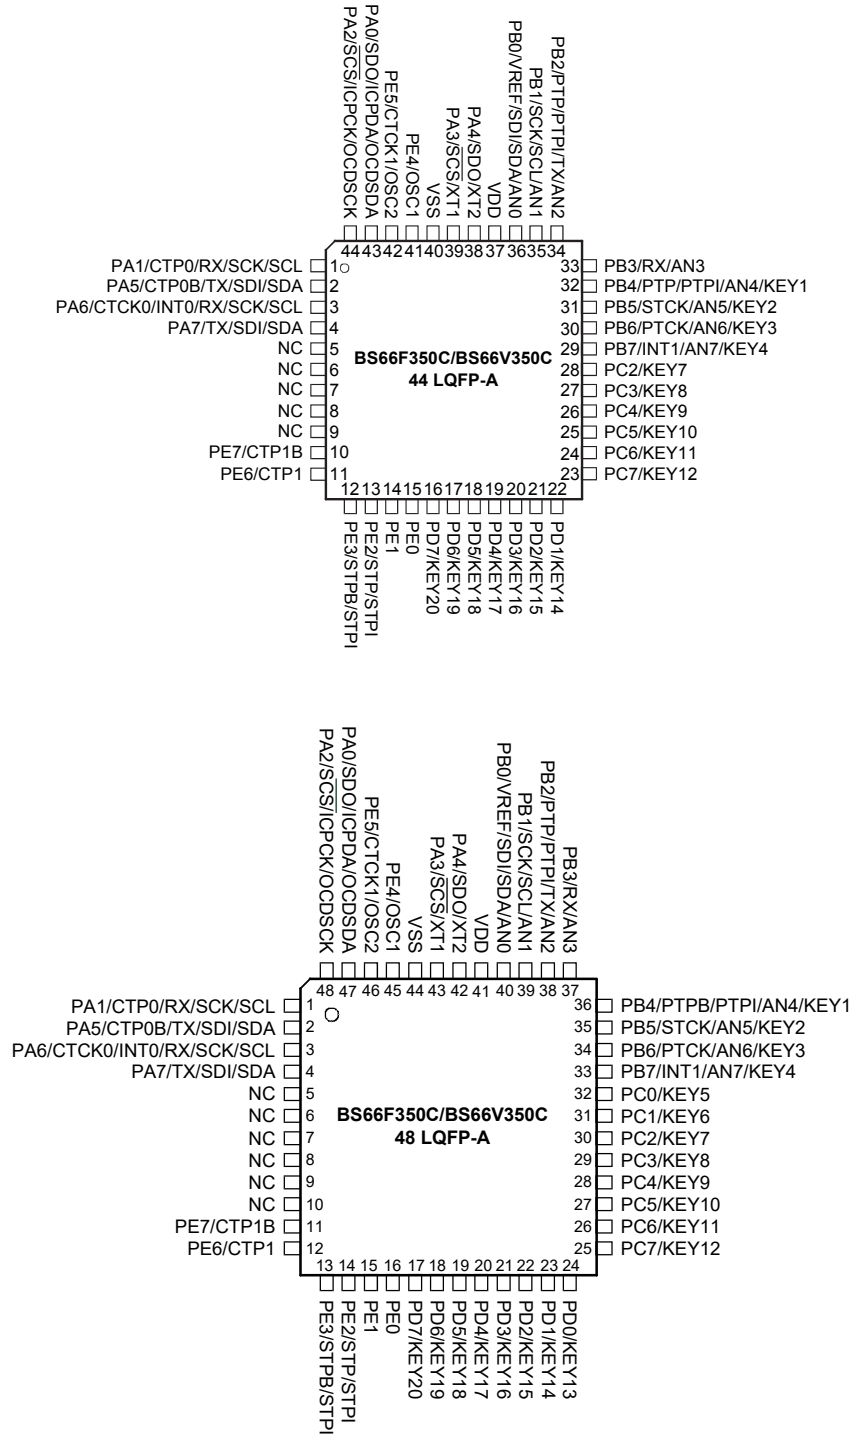 PA2/SCS/ICPCK/OCDSCK
PA0/SDO/ICPDA/OCDSDA
PE5/CTCK1/OSC2
PE4/OSC1
VSS
PA3/SCS/XT1
PA4/SDO/XT2
VDD
PB0/VREF/SDI/SDA/AN0
PB1/SCK/SCL/AN1
PB2/PTP/PTPI/TX/AN2
44 43 42 41 40 39 38 37 36 35 34
PA1/CTP0/RX/SCK/SCL 1
PA5/CTP0B/TX/SDI/SDA 2
PA6/CTCK0/INT0/RX/SCK/SCL 3
PA7/TX/SDI/SDA 4
NC 5
NC 6
NC 7
NC 8
NC 9
PE7/CTP1B 10
PE6/CTP1 11
BS66F350C/BS66V350C
44 LQFP-A
33 PB3/RX/AN3
32 PB4/PTP/PTPI/AN4/KEY1
31 PB5/STCK/AN5/KEY2
30 PB6/PTCK/AN6/KEY3
29 PB7/INT1/AN7/KEY4
28 PC2/KEY7
27 PC3/KEY8
26 PC4/KEY9
25 PC5/KEY10
24 PC6/KEY11
23 PC7/KEY12
12 13 14 15 16 17 18 19 20 21 22
PE3/STPB/STPI
PE2/STP/STPI
PE1
PE0
PD7/KEY20
PD6/KEY19
PD5/KEY18
PD4/KEY17
PD3/KEY16
PD2/KEY15
PD1/KEY14
PA2/SCS/ICPCK/OCDSCK
PA0/SDO/ICPDA/OCDSDA
PE5/CTCK1/OSC2
PE4/OSC1
VSS
PA3/SCS/XT1
PA4/SDO/XT2
VDD
PB0/VREF/SDI/SDA/AN0
PB1/SCK/SCL/AN1
PB2/PTP/PTPI/TX/AN2
PB3/RX/AN3
48 47 46 45 44 43 42 41 40 39 38 37
PA1/CTP0/RX/SCK/SCL 1
PA5/CTP0B/TX/SDI/SDA 2
PA6/CTCK0/INT0/RX/SCK/SCL 3
PA7/TX/SDI/SDA 4
NC 5
NC 6
NC 7
NC 8
NC 9
NC 10
PE7/CTP1B 11
PE6/CTP1 12
BS66F350C/BS66V350C
48 LQFP-A
36 PB4/PTPB/PTPI/AN4/KEY1
35 PB5/STCK/AN5/KEY2
34 PB6/PTCK/AN6/KEY3
33 PB7/INT1/AN7/KEY4
32 PC0/KEY5
31 PC1/KEY6
30 PC2/KEY7
29 PC3/KEY8
28 PC4/KEY9
27 PC5/KEY10
26 PC6/KEY11
25 PC7/KEY12
13 14 15 16 17 18 19 20 21 22 23 24
PE3/STPB/STPI
PE2/STP/STPI
PE1
PE0
PD7/KEY20
PD6/KEY19
PD5/KEY18
PD4/KEY17
PD3/KEY16
PD2/KEY15
PD1/KEY14
PD0/KEY13